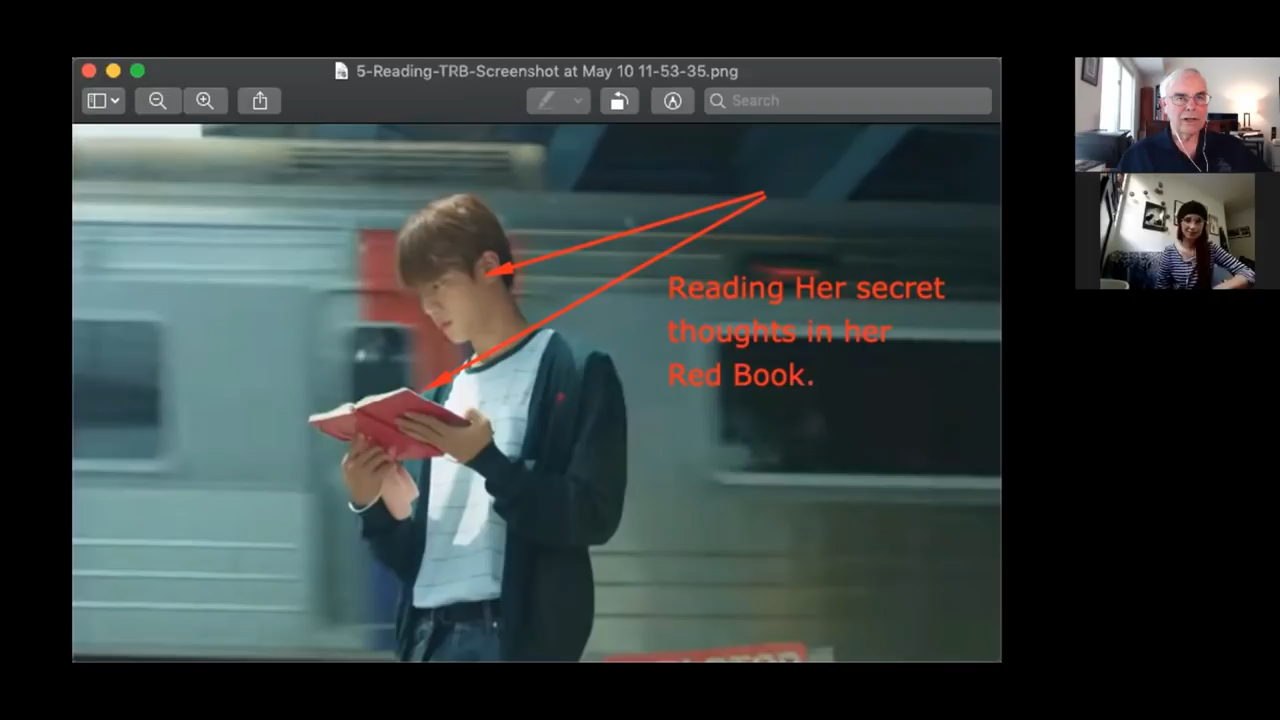 5-Reading-TRB-Screenshot at May 10 11-53-35.png
Search
Reading Her secret
thoughts in her
Red Book.